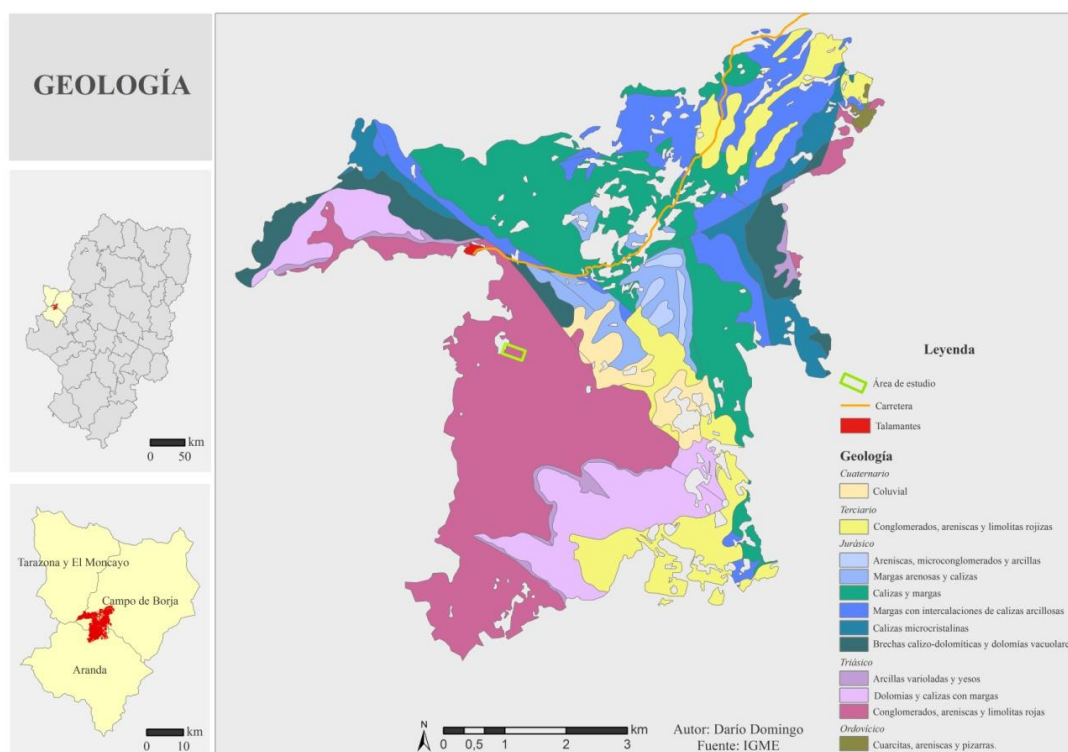 GEOLOGÍA
km
0 50
Tarazona y El Moncayo
Campo de Borja
Aranda
km
0 10
N
km
0 0,5 1 2 3
Autor: Darío Domingo
Fuente: IGME
Leyenda
Área de estudio
Carretera
Talamantes
Geología
Cuaternario
Coluvial
Terciario
Conglomerados, areniscas y limolitas rojizas
Jurásico
Areniscas, microconglomerados y arcillas
Margas arenosas y calizas
Calizas y margas
Margas con intercalaciones de calizas arcillosas
Calizas microcristalinas
Brechas calizo-dolomíticas y dolomías vacuolare
Triásico
Arcillas varioladas y yesos
Dolomias y calizas con margas
Conglomerados, areniscas y limolitas rojas
Ordovícico
Cuarcitas, areniscas y pizarras.